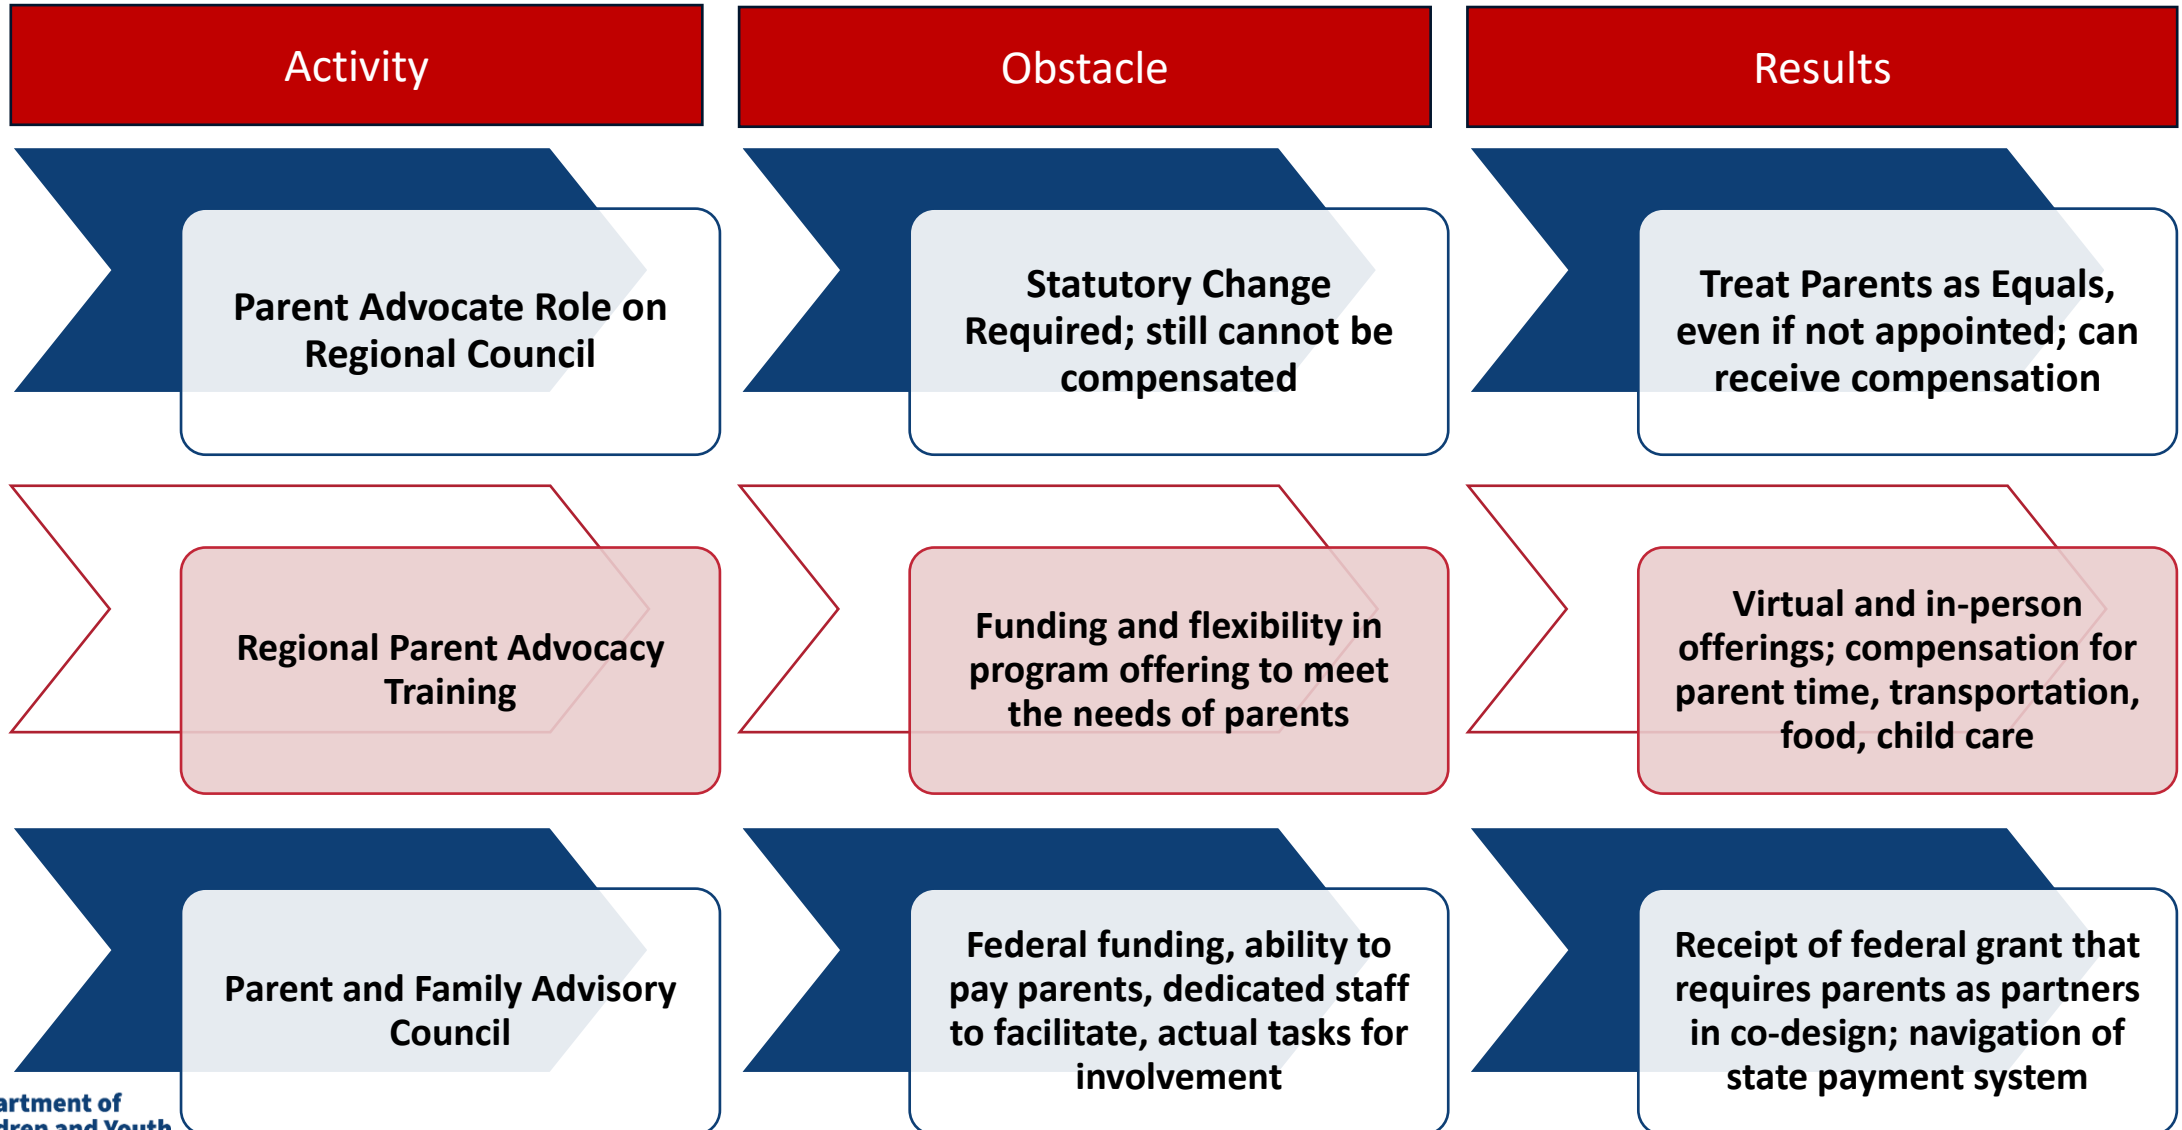 Activity
Obstacle
Results
Parent Advocate Role on
Regional Council
Statutory Change
Required; still cannot be
compensated
Treat Parents as Equals,
even if not appointed; can
receive compensation
Regional Parent Advocacy
Training
Funding and flexibility in
program offering to meet
the needs of parents
Virtual and in-person
offerings; compensation for
parent time, transportation,
food, child care
Parent and Family Advisory
Council
Federal funding, ability to
pay parents, dedicated staff
to facilitate, actual tasks for
involvement
Receipt of federal grant that
requires parents as partners
in co-design; navigation of
state payment system
of
and Youth